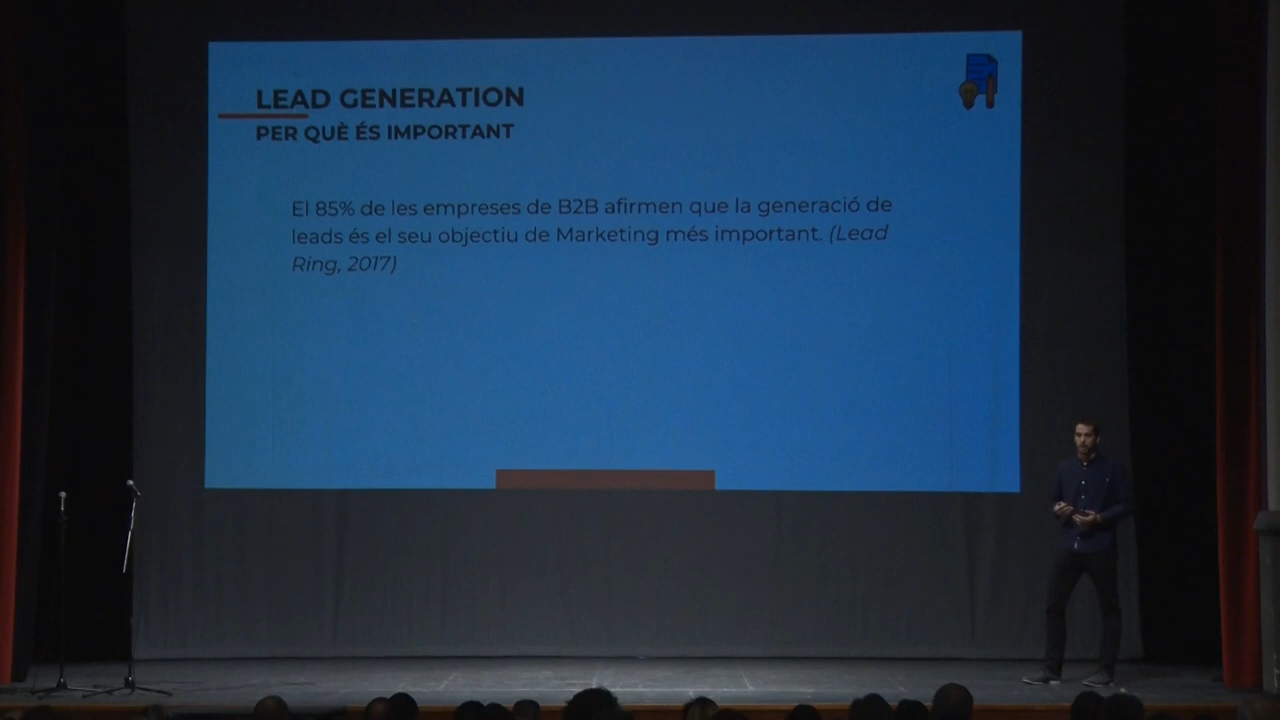 LEAD GENERATION
PER QUÈ ÉS IMPORTANT
El 85% de les empreses de B2B afirmen que la generació de
leads és el seu objectiu de Marketing més important. (Lead
Ring, 2017)